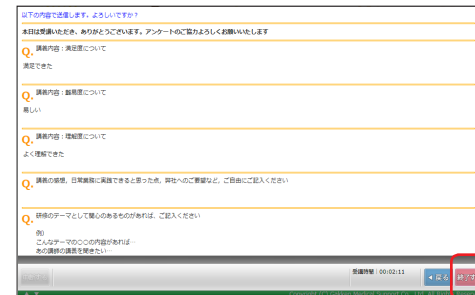 以下の内容で送信します。よろしいですか？
本日は受講いただき、ありがとうございます。アンケートのご協力よろしくお願いいたします
Q. 講義内容：満足度について
満足できた
Q. 講義内容：難易度について
易しい
Q. 講義内容：理解度について
よく理解できた
Q. 講義の感想、日常業務に実践できると思った点、弊社へのご要望など、ご自由にご記入ください
Q. 研修のテーマとして関心のあるものがあれば、ご記入ください
例)
こんなテーマの○○の内容があれば…
あの講師の講義を聞きたい…
受講時間：00:02:11
戻る
終了す